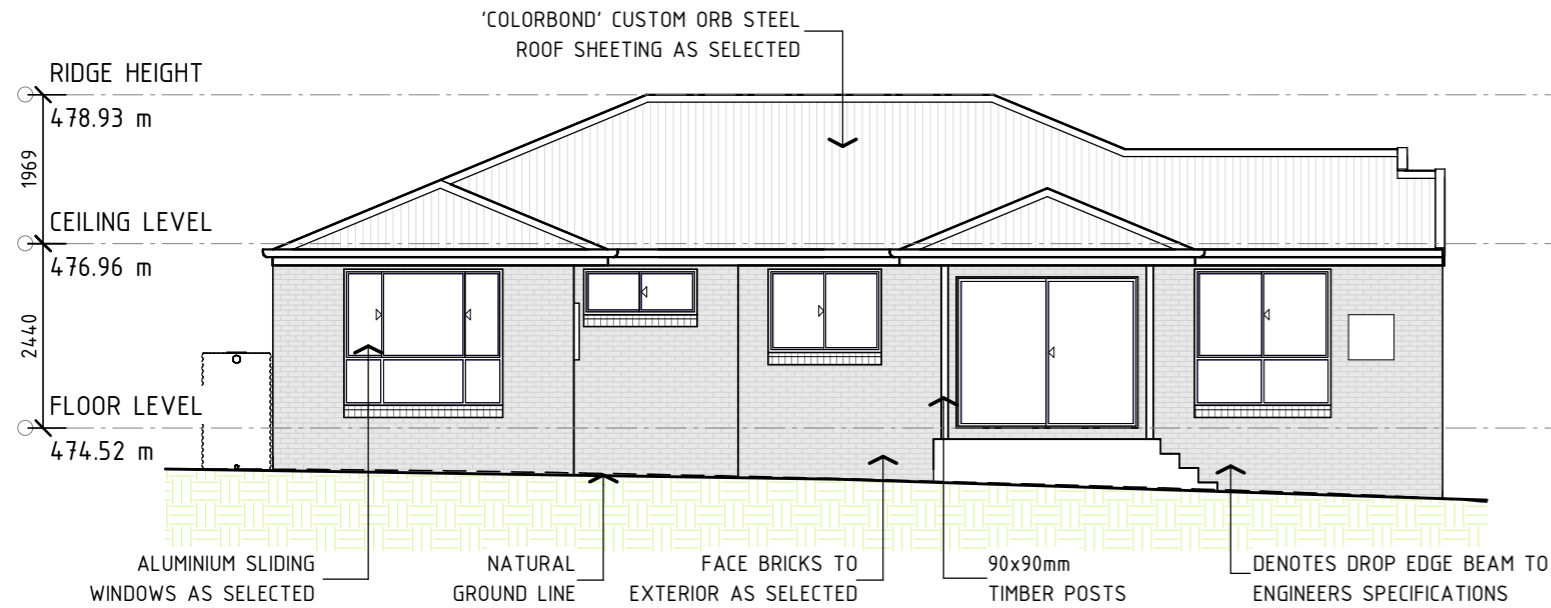 'COLORBOND' CUSTOM ORB STEEL
ROOF SHEETING AS SELECTED
RIDGE HEIGHT
478.93 m
1969
CEILING LEVEL
476.96 m
2440
FLOOR LEVEL
474.52 m
ALUMINIUM SLIDING
WINDOWS AS SELECTED
NATURAL
GROUND LINE
FACE BRICKS TO
EXTERIOR AS SELECTED
90x90mm
TIMBER POSTS
DENOTES DROP EDGE BEAM TO
ENGINEERS SPECIFICATIONS